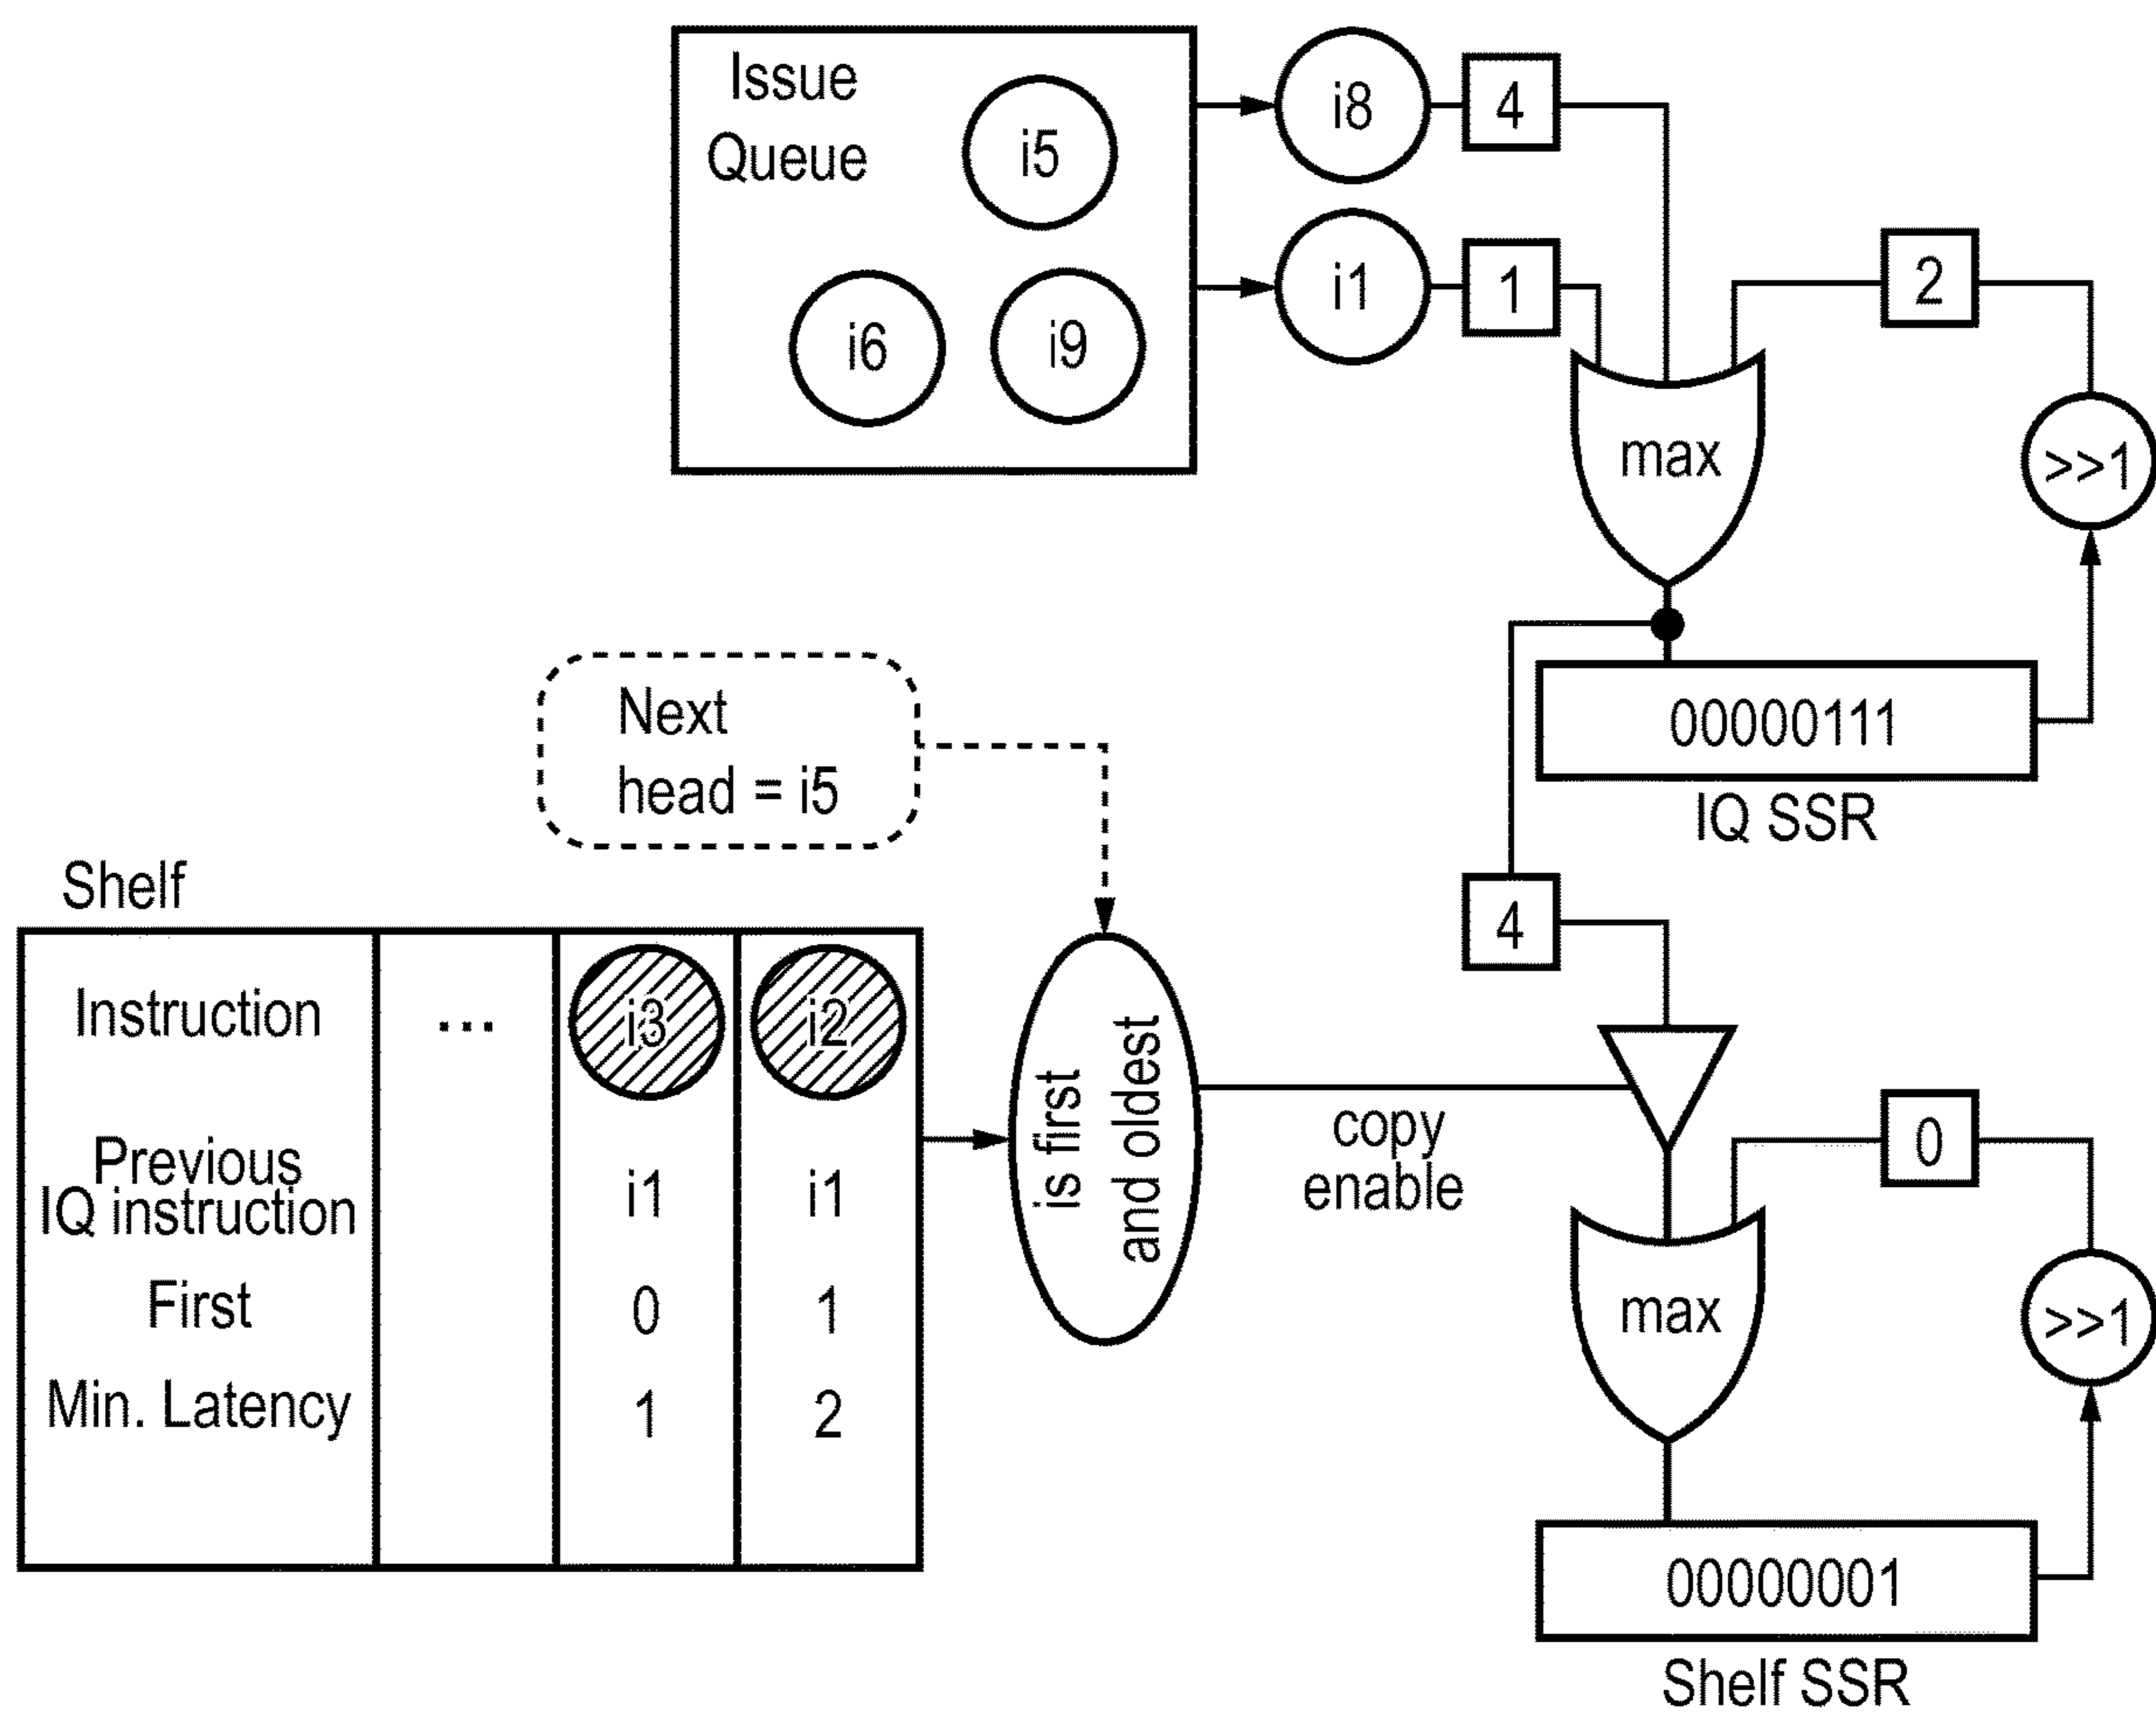 Issue
Queue
i5
i6
i9
i8
4
i1
1
2
max
>>1
00000111
IQ SSR
Next
head = i5
4
Shelf
Instruction
...
i3
i2
Previous
IQ instruction
i1
i1
First
0
1
Min. Latency
1
2
is first
and oldest
copy
enable
0
max
>>1
00000001
Shelf SSR